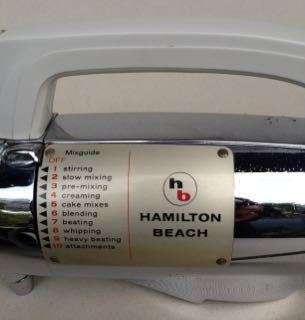 Mixguide
OFF
1 stirring
2 slow mixing
3 pre-mixing
4 creaming
5 cake mixes
6 blending
7 beating
8 whipping
9 heavy beating
10 attachments
hb
HAMILTON
BEACH